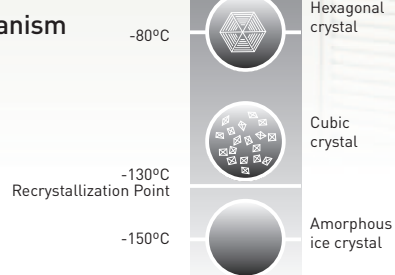 anism
-80ºC
Hexagonal
crystal
Cubic
crystal
-130ºC
Recrystallization Point
-150ºC
Amorphous
ice crystal